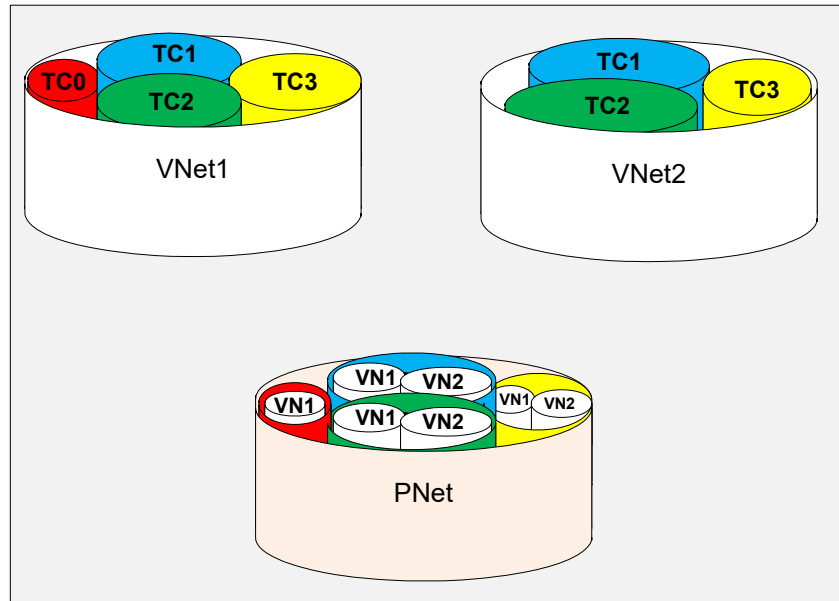 TC1
TC0
TC3
TC2
VNet1
TC1
TC3
TC2
VNet2
VN1
VN2
VN1
VN1
VN2
VN1
VN2
PNet